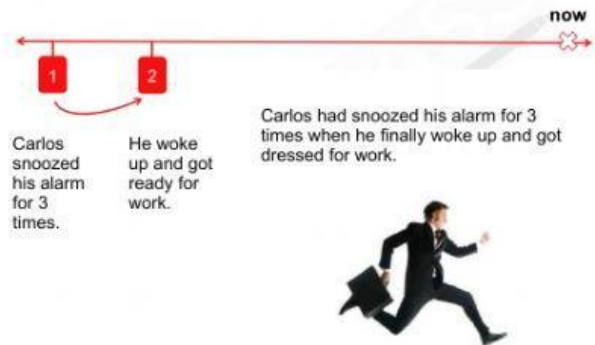 now
1
2
Carlos
snoozed
his alarm
for 3
times.
He woke
up and got
ready for
work.
Carlos had snoozed his alarm for 3
times when he finally woke up and got
dressed for work.